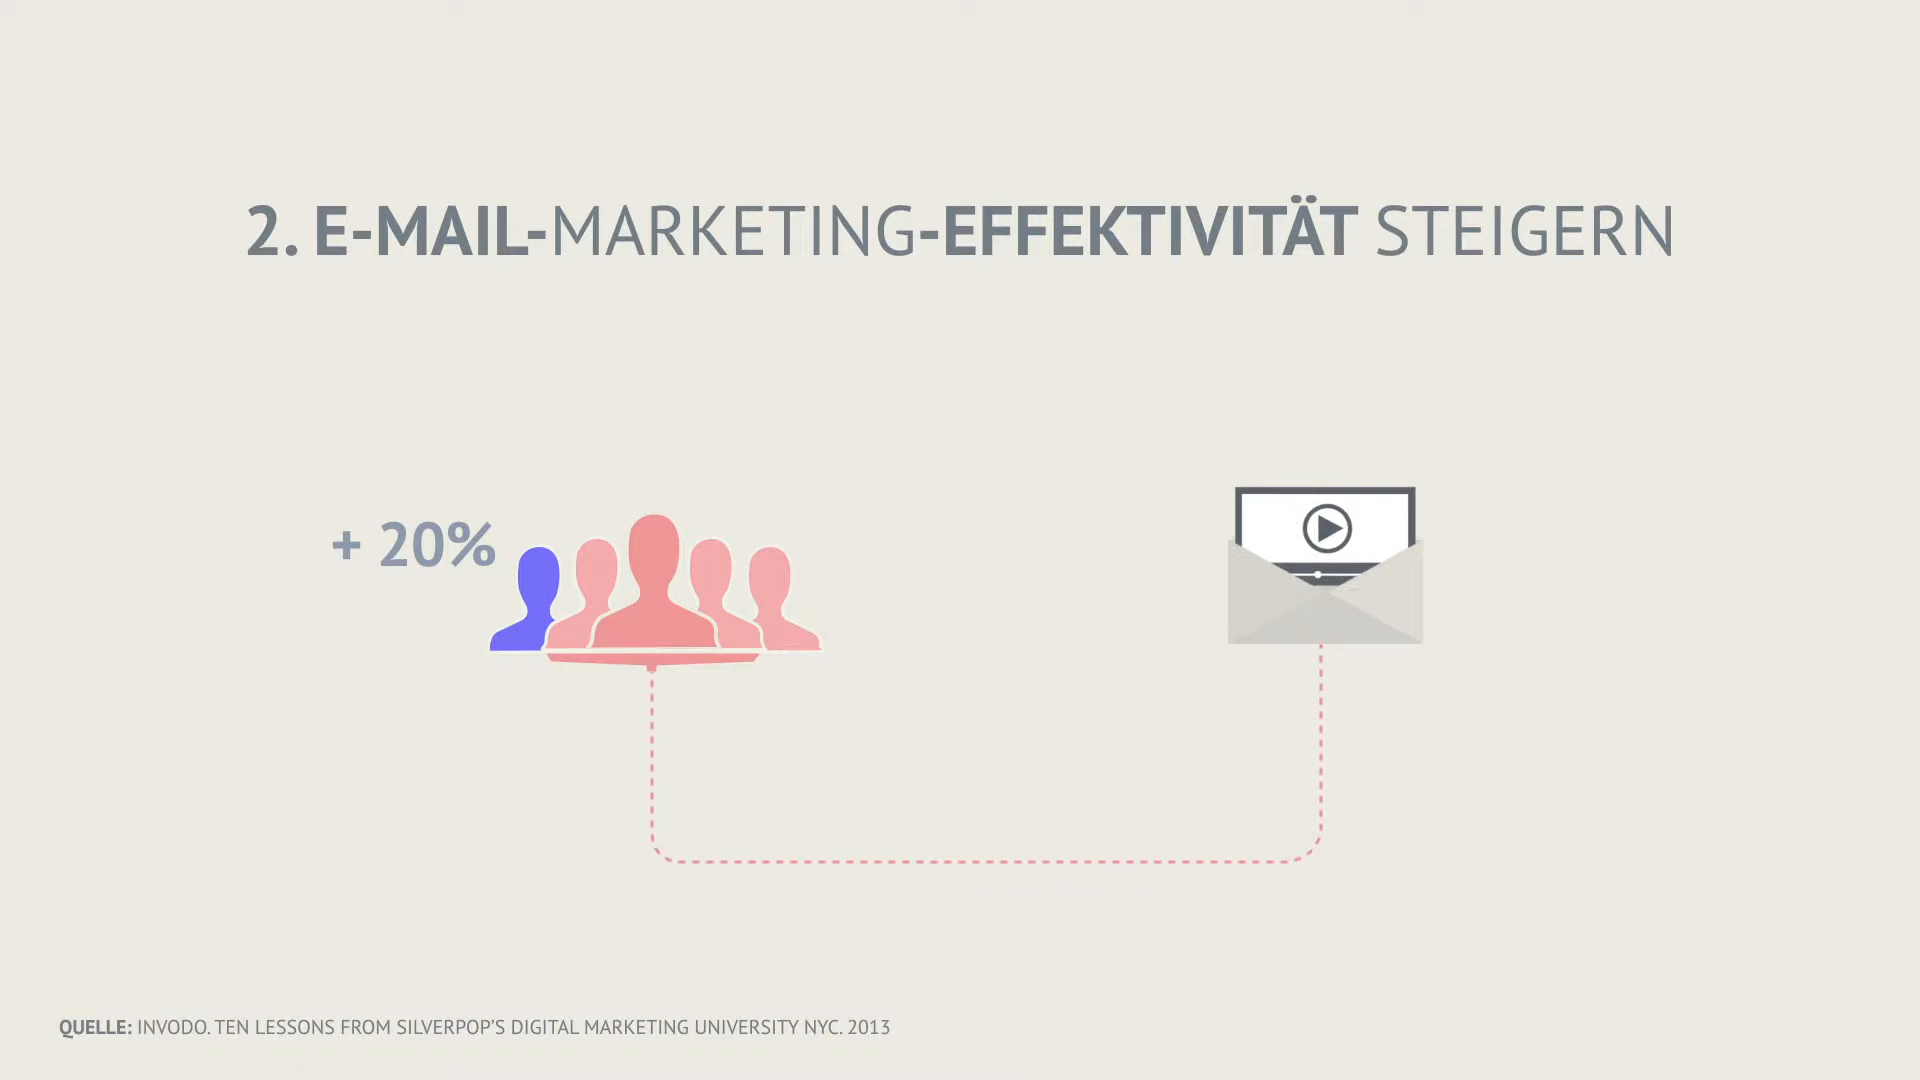 2. E-MAIL-MARKETING-EFFEKTIVITÄT STEIGERN
+ 20%
QUELLE: INVODO. TEN LESSONS FROM SILVERPOP'S DIGITAL MARKETING UNIVERSITY NYC. 2013